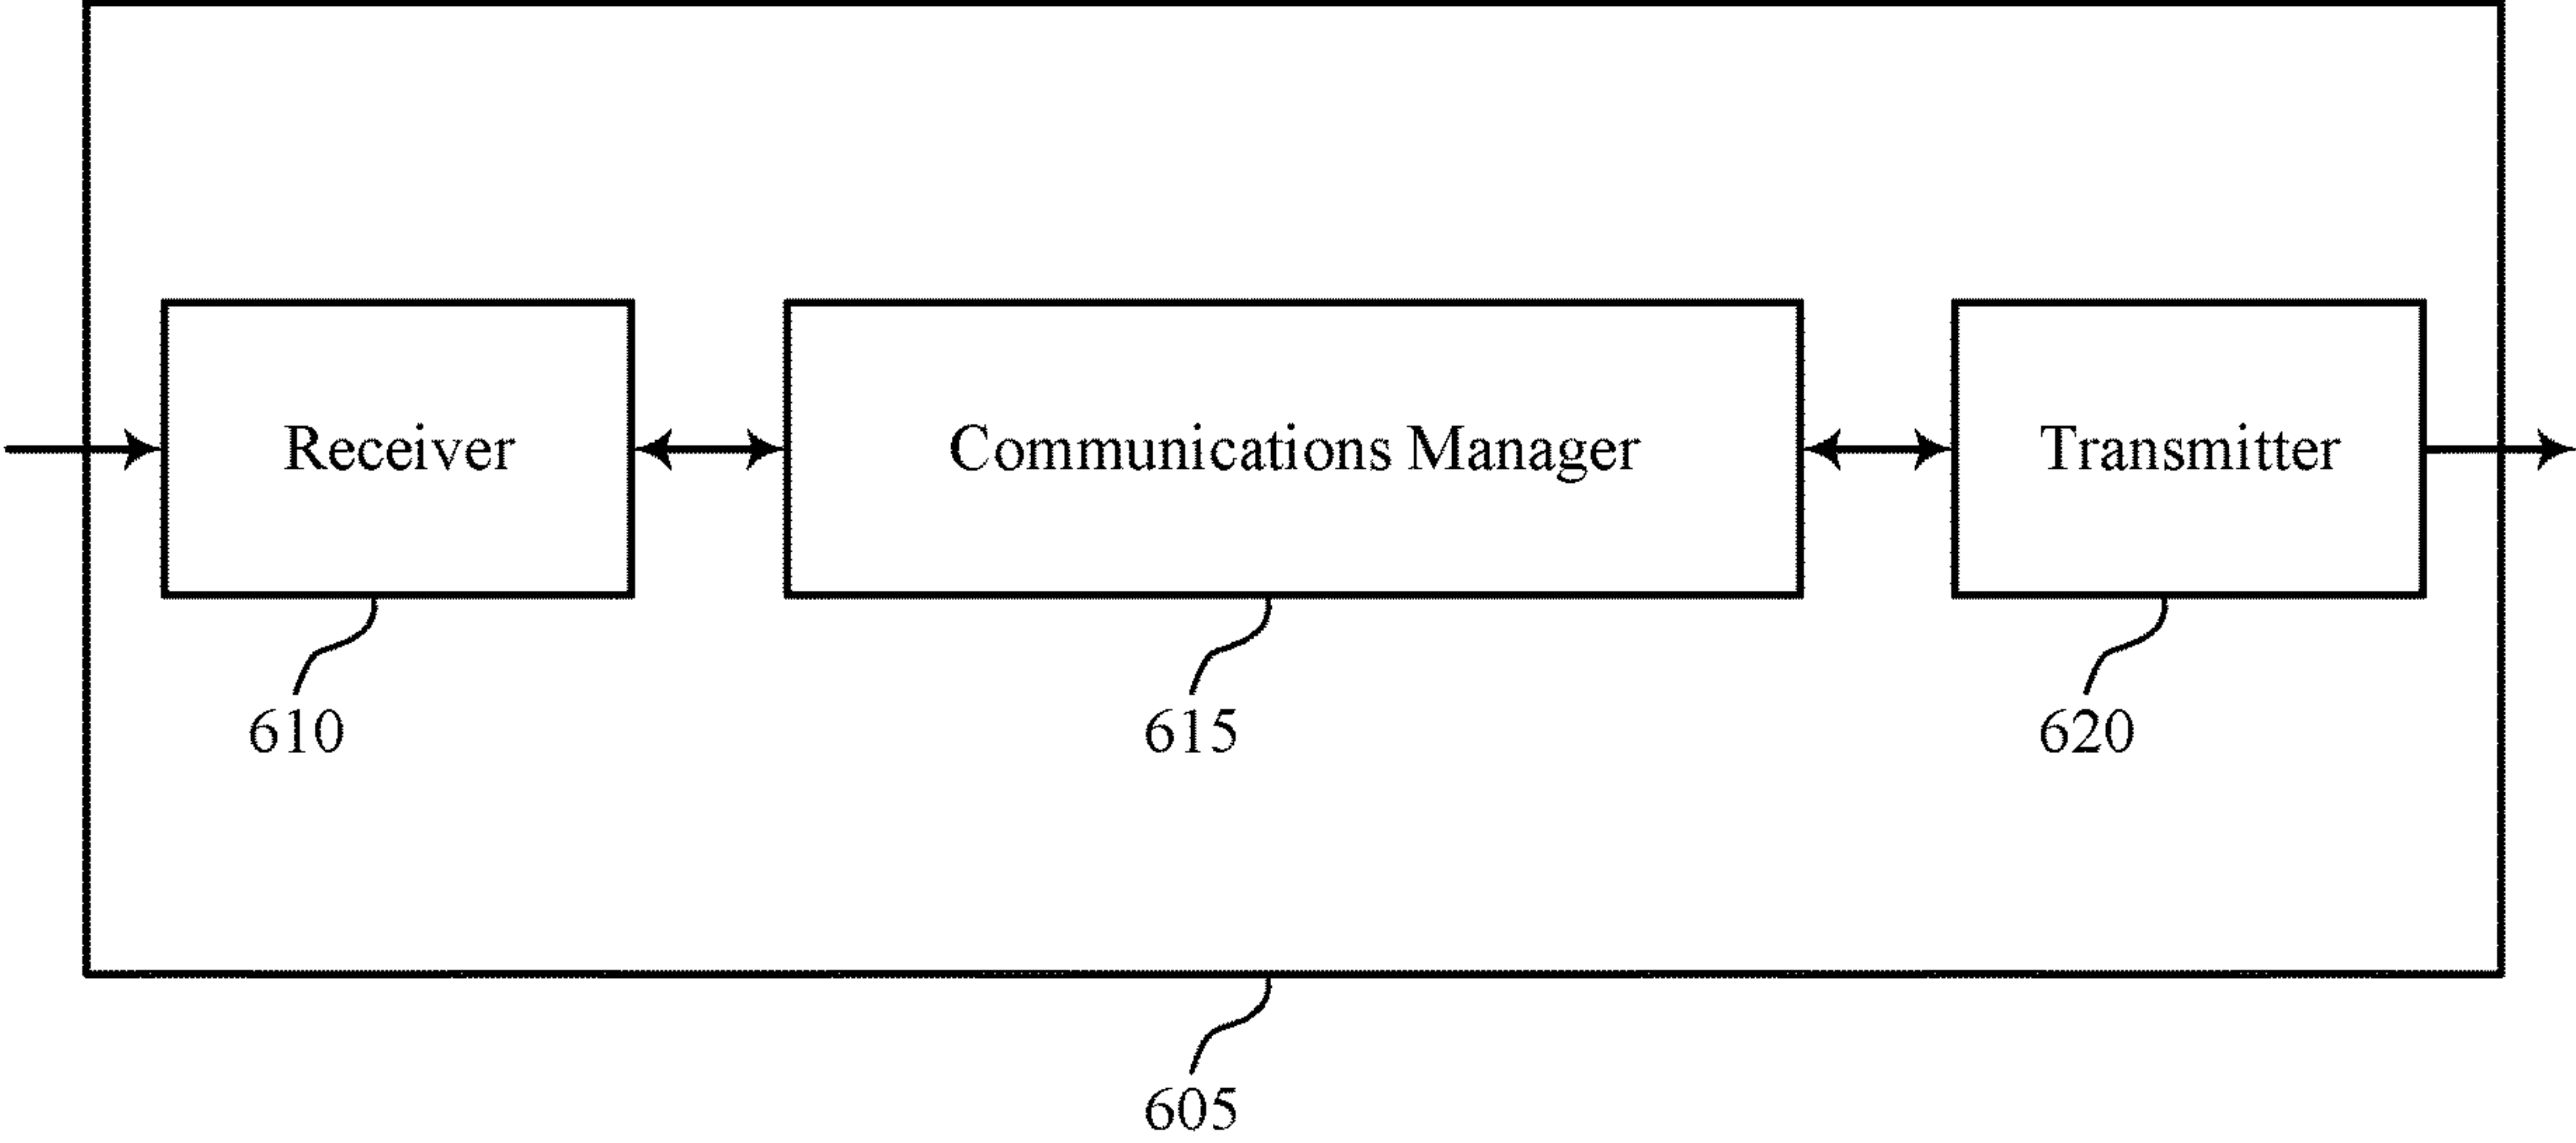 Receiver
Communications Manager
Transmitter
610
615
620
605